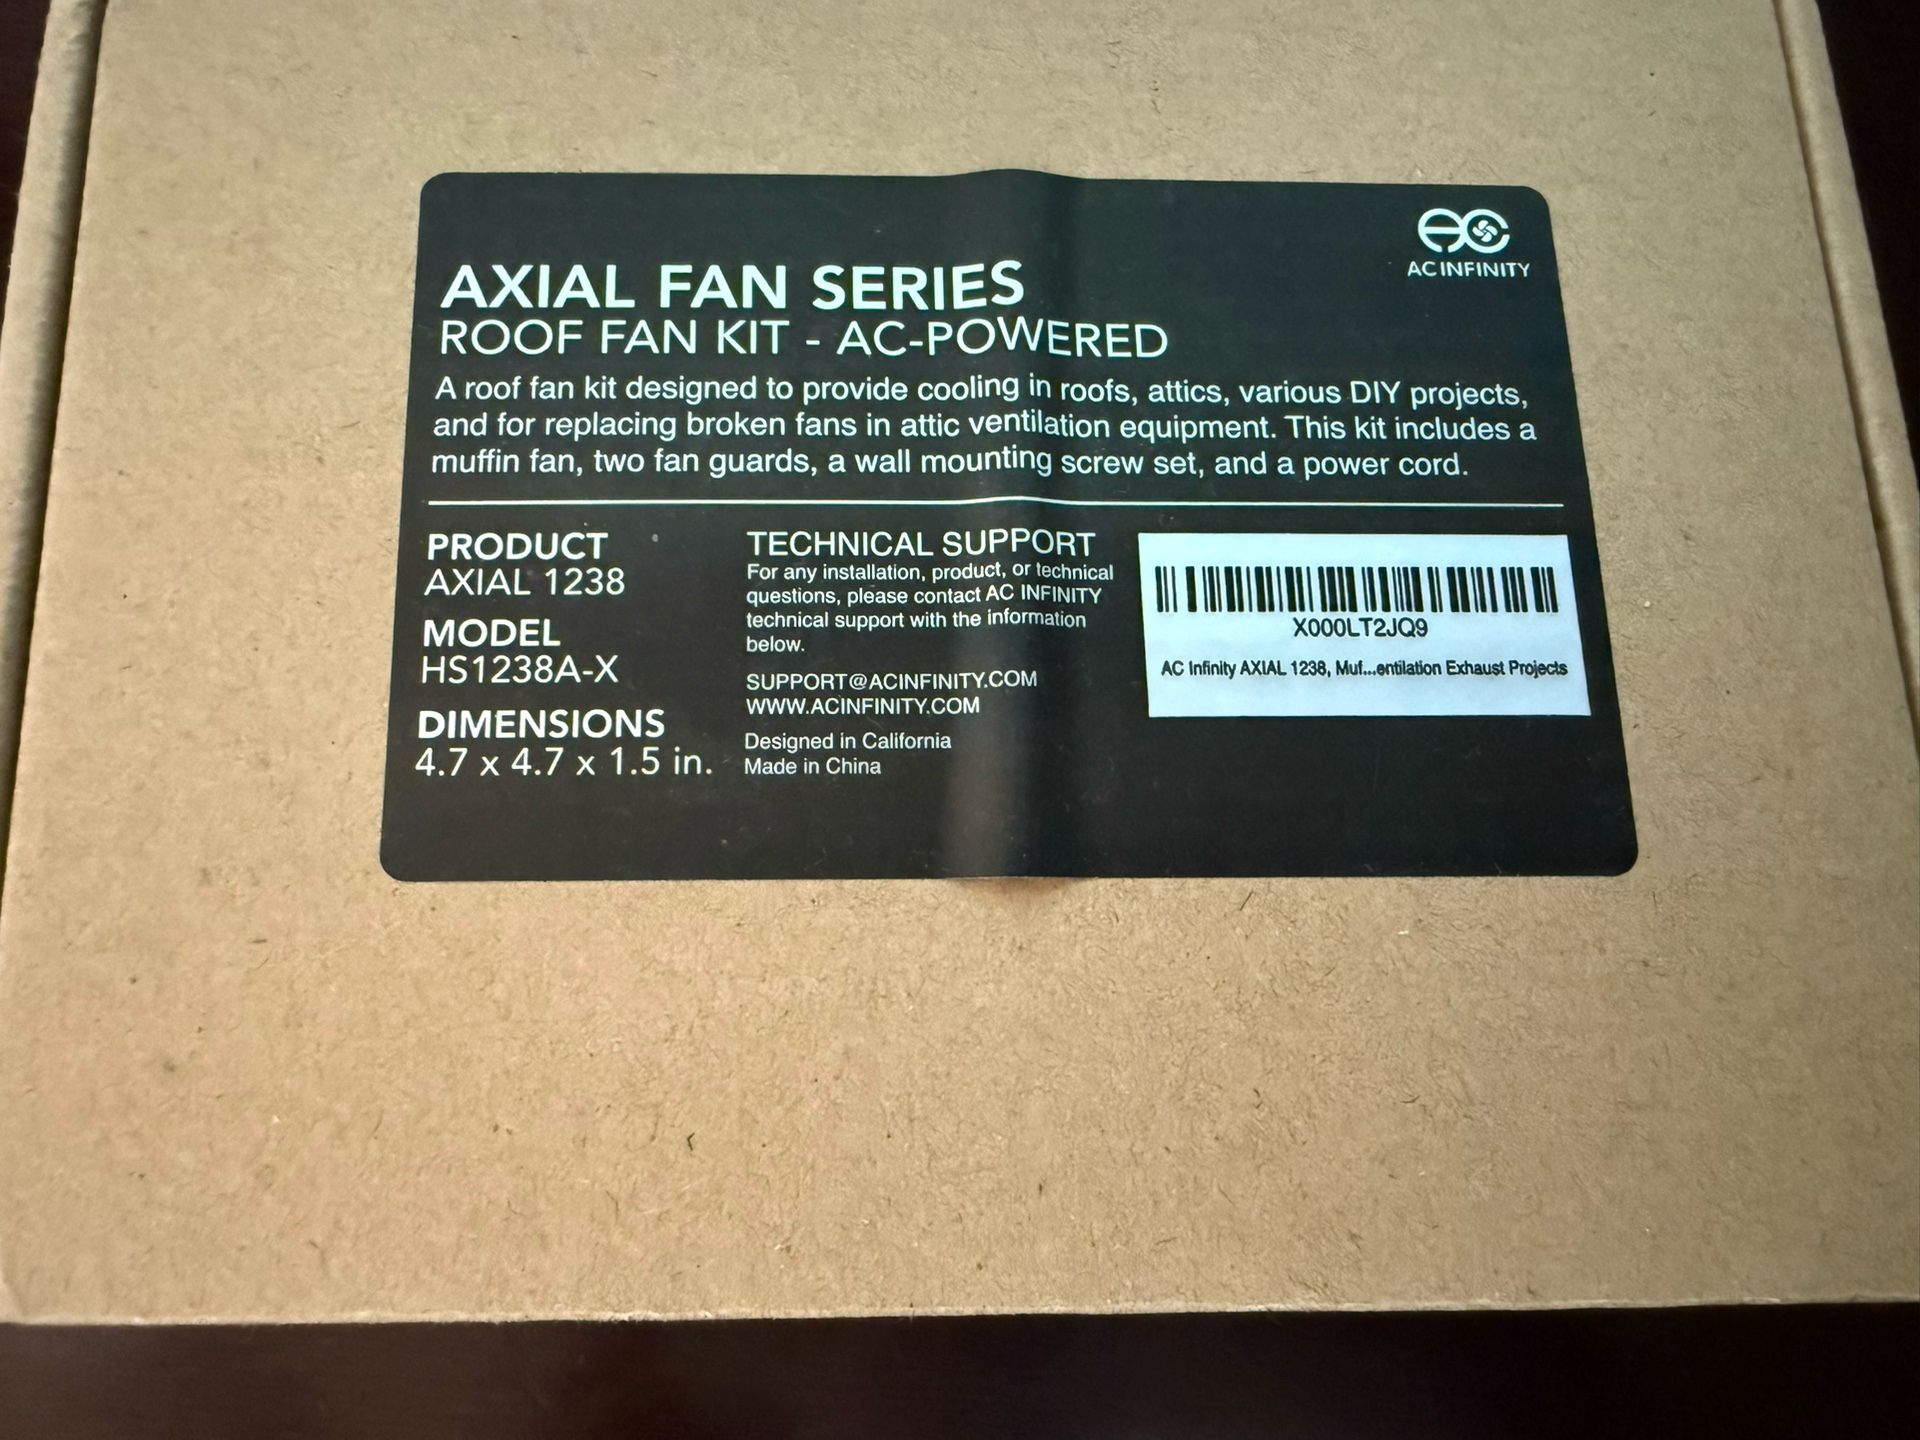 AC INFINITY
AXIAL FAN SERIES
ROOF FAN KIT - AC-POWERED
A roof fan kit designed to provide cooling in roofs, attics, various DIY projects,
and for replacing broken fans in attic ventilation equipment. This kit includes a
muffin fan, two fan guards, a wall mounting screw set, and a power cord.
PRODUCT
AXIAL 1238
MODEL
HS1238A-X
DIMENSIONS
4.7 x 4.7 x 1.5 in.
TECHNICAL SUPPORT
For any installation, product, or technical
questions, please contact AC INFINITY
technical support with the information
below.
SUPPORT@ACINFINITY.COM
WWW.ACINFINITY.COM
Designed in California
Made in China
X000LT2JQ9
AC Infinity AXIAL 1238, Muf...entilation Exhaust Projects